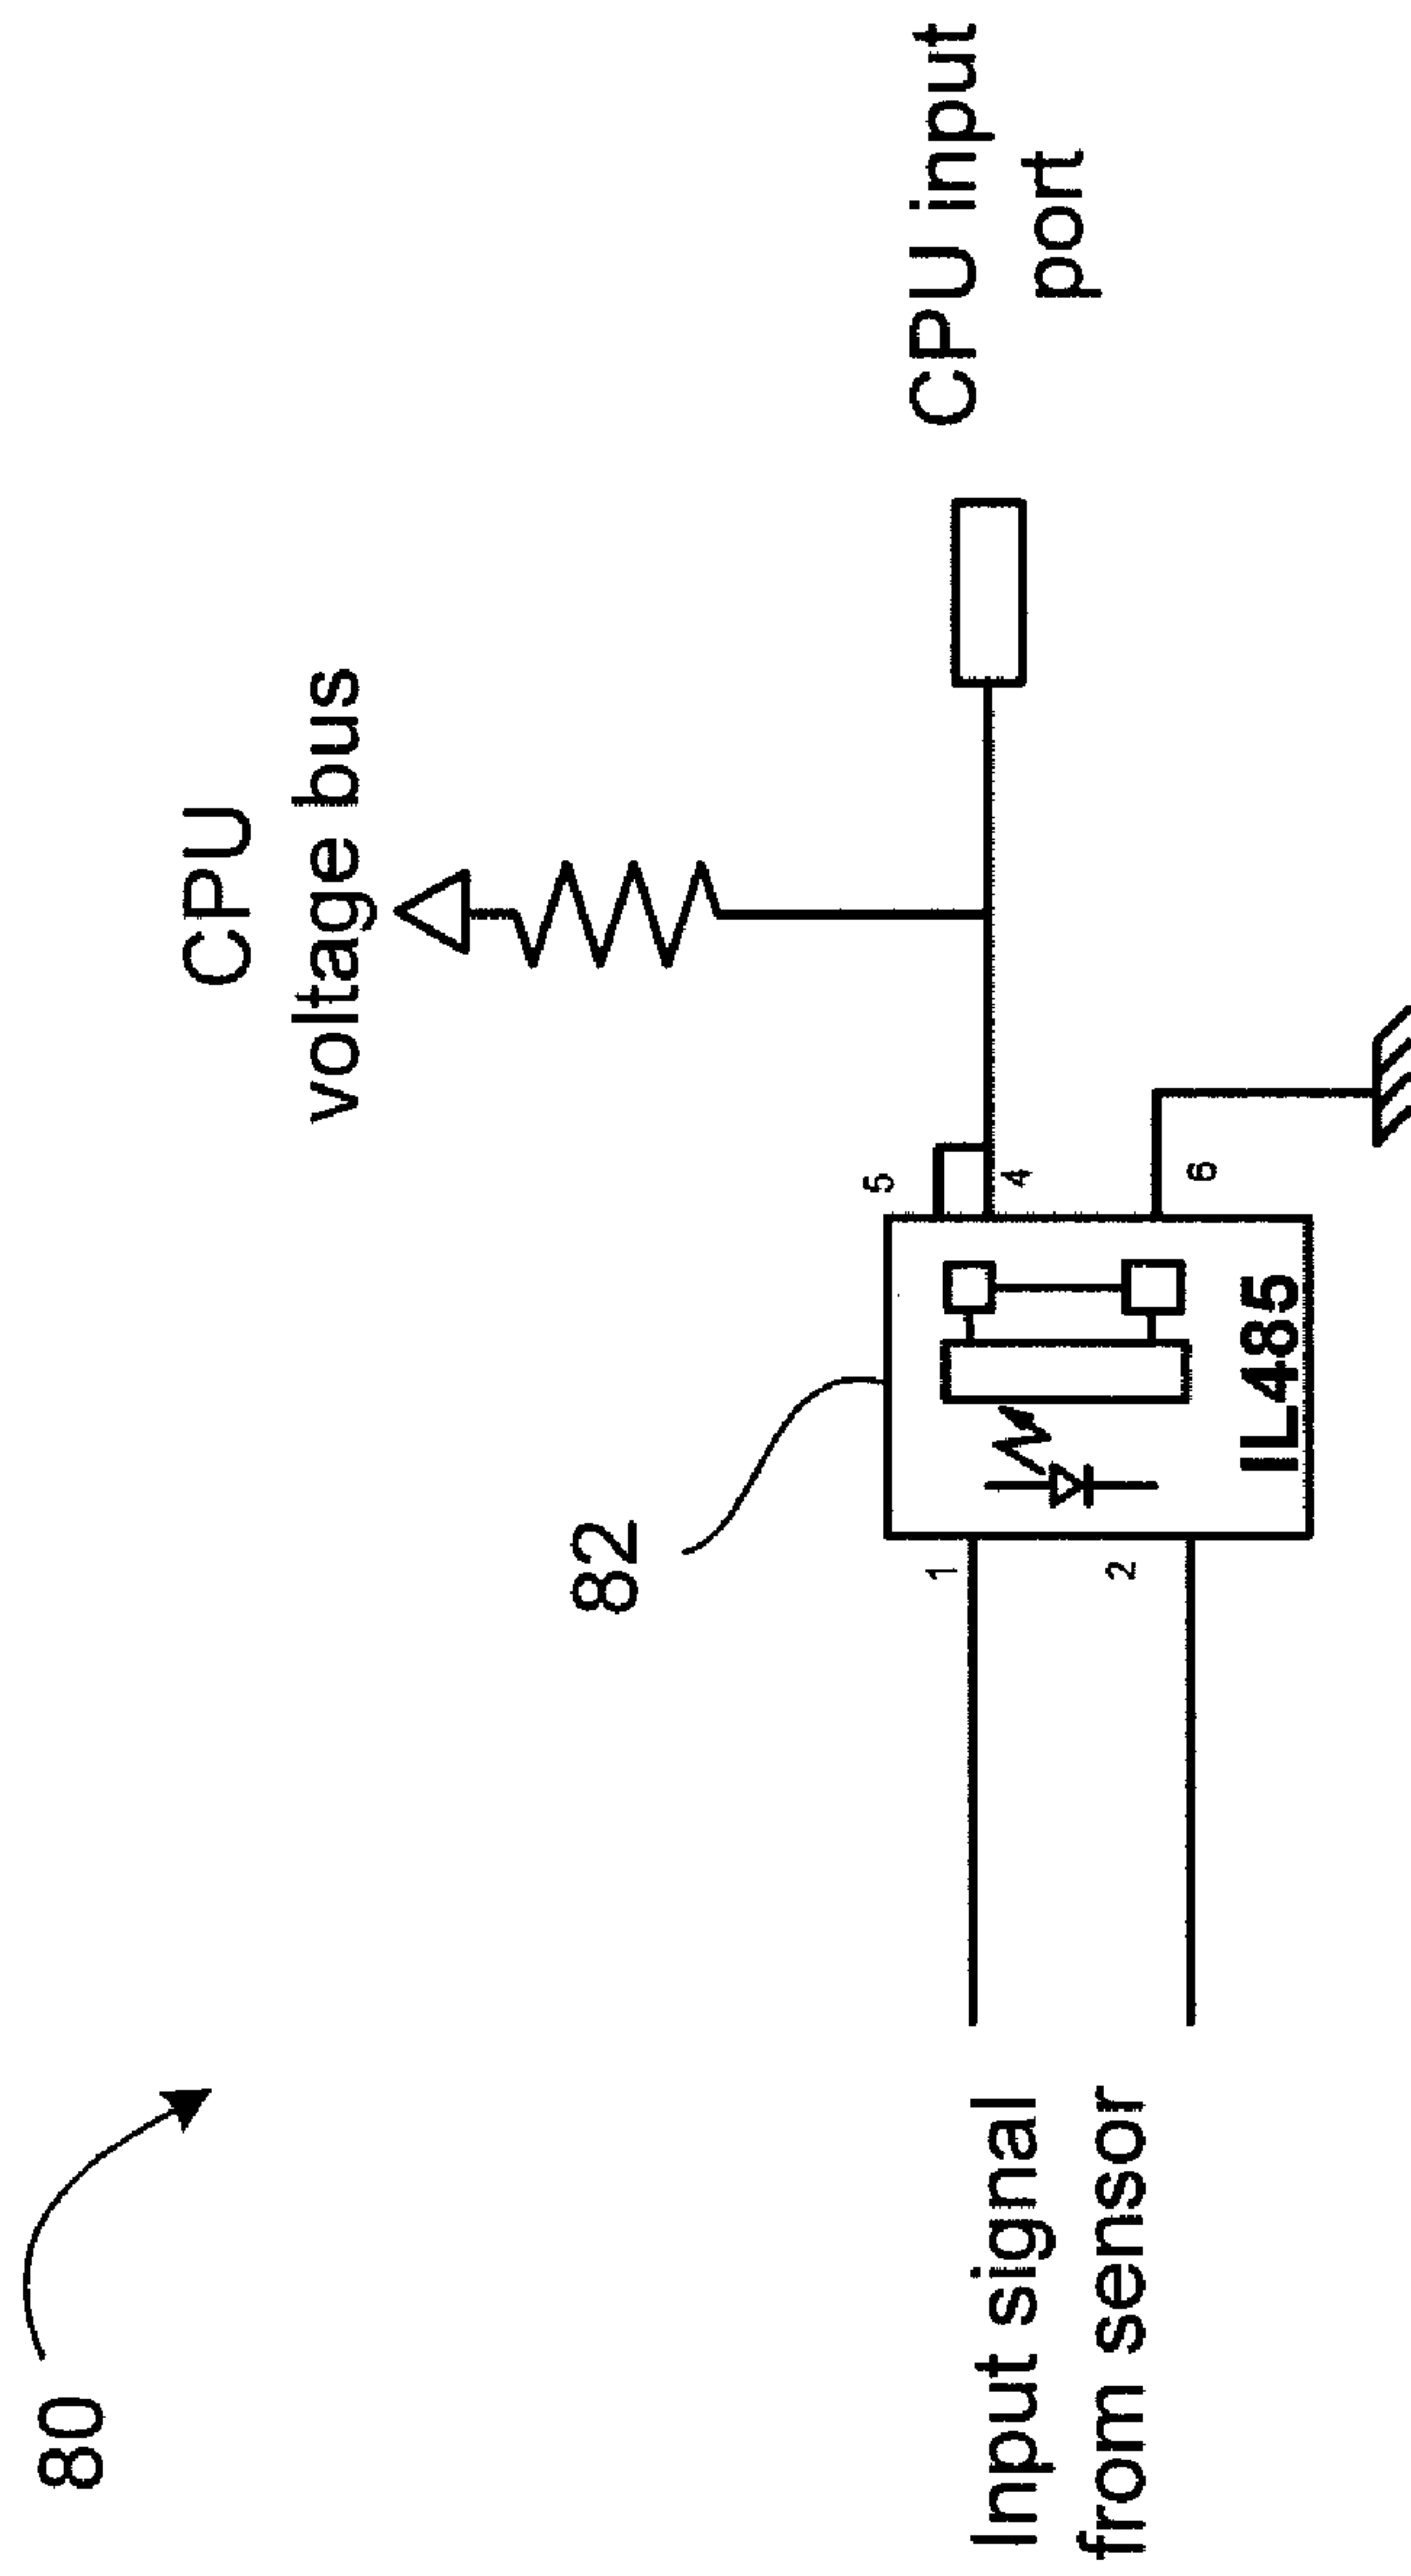 80
CPU
voltage bus
82
5
4
CPU input
port
1
2
6
IL485
Input signal
from sensor